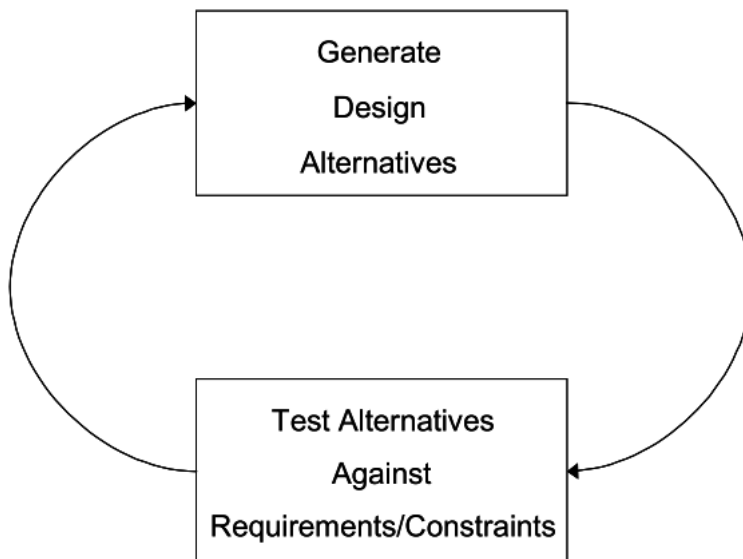 Generate
Design
Alternatives
Test Alternatives
Against
Requirements/Constraints